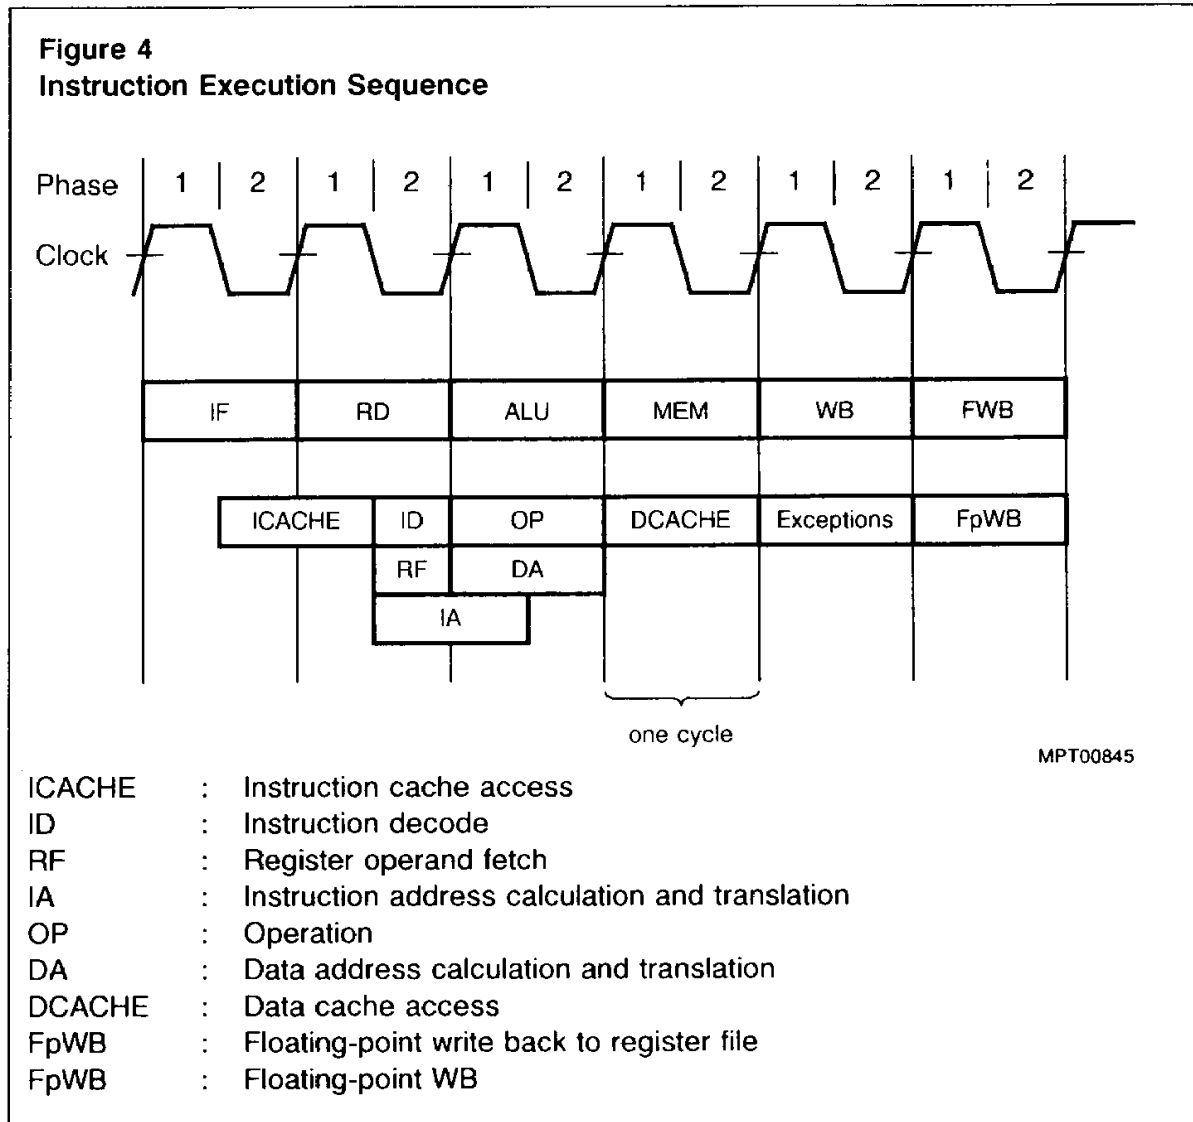 Figure 4
Instruction Execution Sequence
Phase 1 2 1 2 1 2 1 2 1 2 1 2
Clock
IF RD ALU MEM WB FWB
ICACHE ID OP DCACHE Exceptions FpWB
RF DA
IA
one cycle
MPT00845
ICACHE : Instruction cache access
ID : Instruction decode
RF : Register operand fetch
IA : Instruction address calculation and translation
OP : Operation
DA : Data address calculation and translation
DCACHE : Data cache access
FpWB : Floating-point write back to register file
FpWB : Floating-point WB